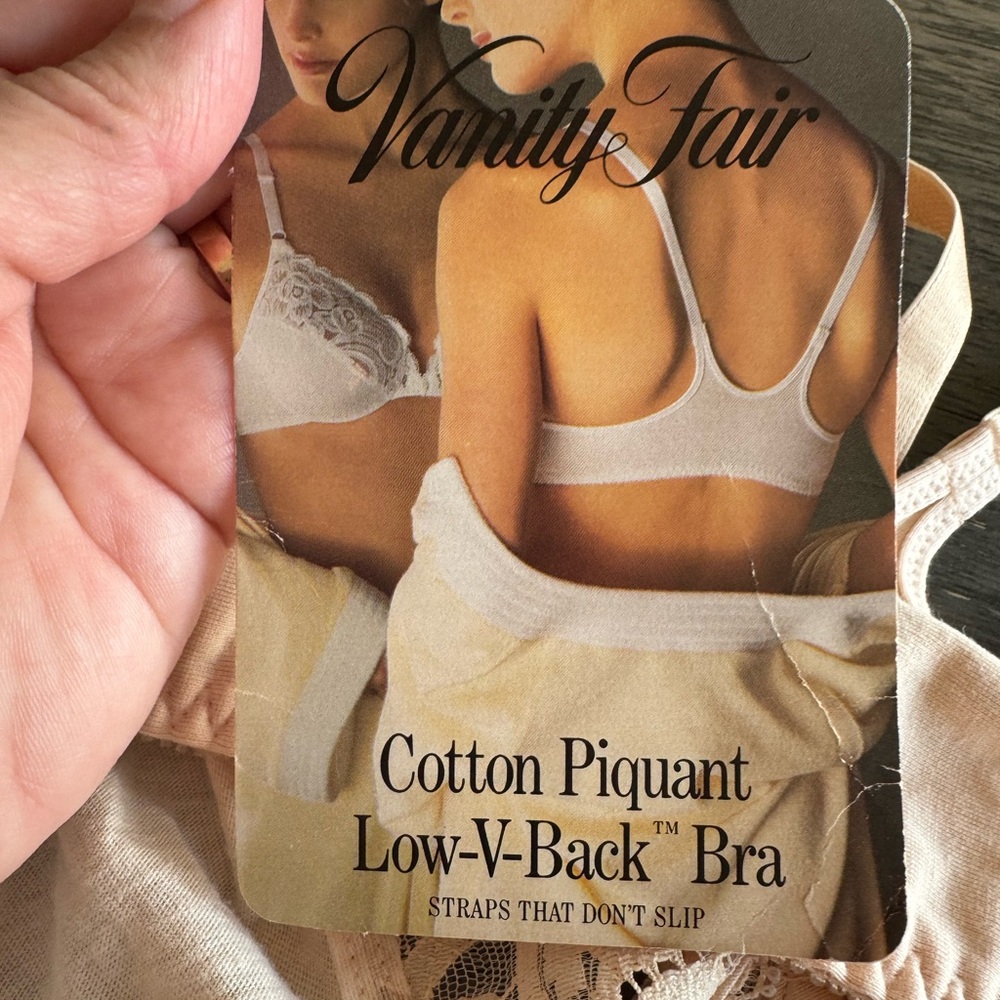 Vanity Fair
Cotton Piquant
Low-V-Back™ Bra
STRAPS THAT DON'T SLIP